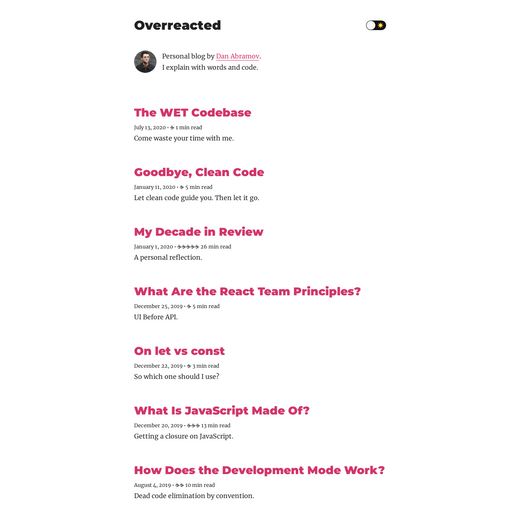 Overreacted
Personal blog by Dan Abramov.
I explain with words and code.
The WET Codebase
July 13, 2020 • ☕ 1 min read
Come waste your time with me.
Goodbye, Clean Code
January 11, 2020 • ☕ 5 min read
Let clean code guide you. Then let it go.
My Decade in Review
January 1, 2020 • ☕☕☕☕☕ 26 min read
A personal reflection.
What Are the React Team Principles?
December 25, 2019 • ☕ 5 min read
UI Before API.
On let vs const
December 22, 2019 • ☕ 3 min read
So which one should I use?
What Is JavaScript Made Of?
December 20, 2019 • ☕☕☕ 13 min read
Getting a closure on JavaScript.
How Does the Development Mode Work?
August 4, 2019 • ☕☕ 10 min read
Dead code elimination by convention.